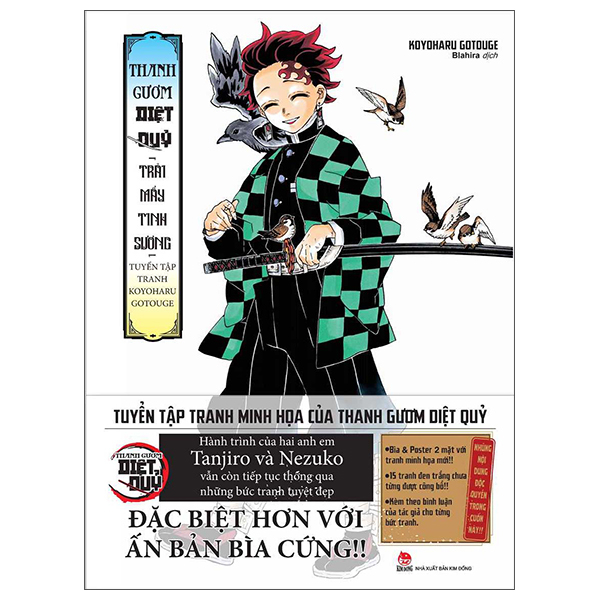 KOYOHARU GOTOUGE
Blahira dịch
THANH
GƯƠM
DIỆT
QUỶ
TRẢI
MẤY
TINH
SƯƠNG
TUYỂN TẬP
TRANH
KOYOHARU
GOTOUGE
TUYỂN TẬP TRANH MINH HỌA CỦA THANH GƯƠM DIỆT QUỶ
THANH GƯƠM
DIỆT
QUỶ
Hành trình của hai anh em
Tanjiro và Nezuko
vẫn còn tiếp tục thông qua
những bức tranh tuyệt đẹp
•Bìa & Poster 2 mặt với
tranh minh họa mới!!
•15 tranh đen trắng chưa
từng được công bố!!
•Kèm theo bình luận
của tác giả cho từng
bức tranh.
NHỮNG
NỘI
DUNG
ĐỘC
QUYỀN
TRONG
CUỐN
NÀY!!
ĐẶC BIỆT HƠN VỚI
ẤN BẢN BÌA CỨNG!!
KIM ĐỒNG
NHÀ XUẤT BẢN KIM ĐỒNG